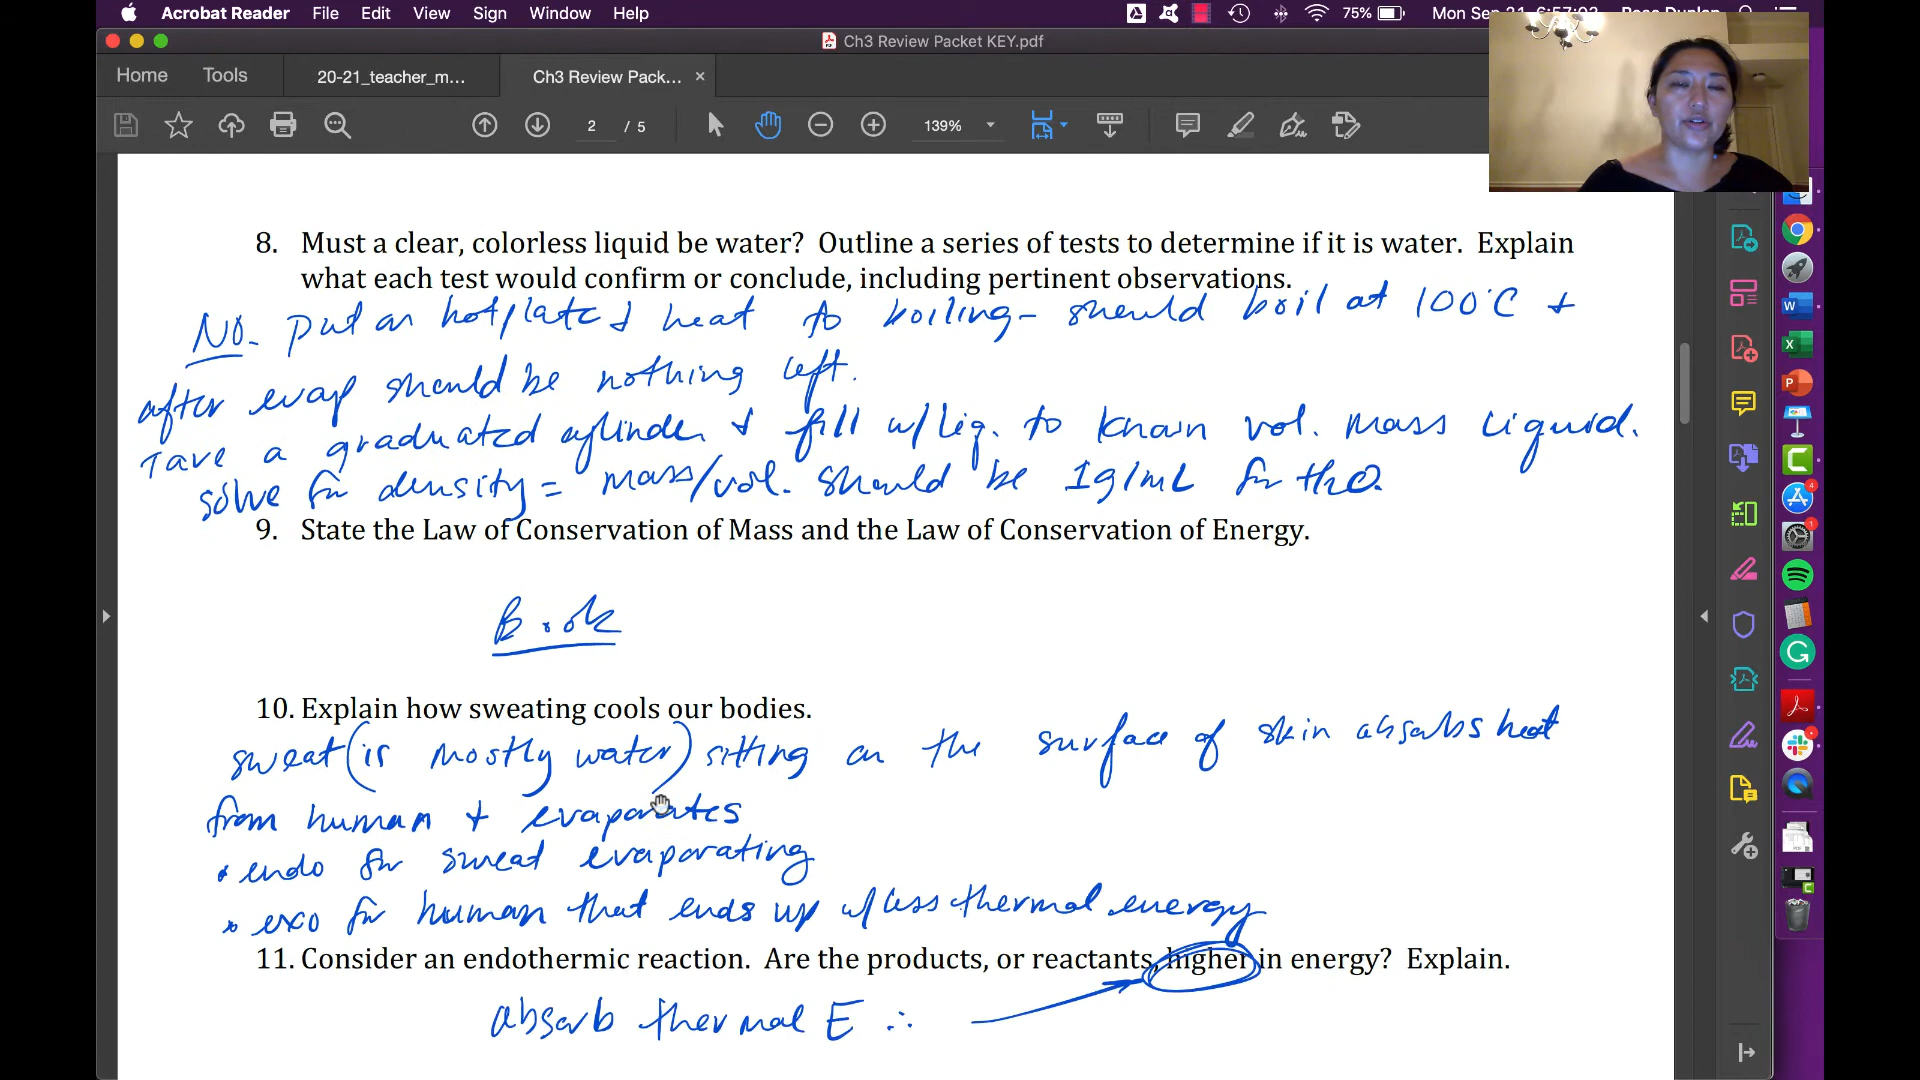 Acrobat Reader File Edit View Sign Window Help 75% Mon Sep 21
Ch3 Review Packet KEY.pdf
Home Tools 20-21_teacher_m... Ch3 Review Pack... ×
2 / 5 139%
8. Must a clear, colorless liquid be water? Outline a series of tests to determine if it is water. Explain
what each test would confirm or conclude, including pertinent observations.
No. Put on hotplate & heat to boiling - should boil at 100°C +
after evap should be nothing left.
Take a graduated cylinder & fill w/ liq. to known vol. Mass liquid.
solve for density = mass/vol. should be 1g/mL for H2O.
9. State the Law of Conservation of Mass and the Law of Conservation of Energy.
Book
10. Explain how sweating cools our bodies.
sweat (is mostly water) sitting on the surface of skin absorbs heat
from human + evaporates
• endo for sweat evaporating
• exo for human that ends up w/ less thermal energy
11. Consider an endothermic reaction. Are the products, or reactants, higher in energy? Explain.
absorb thermal E ∴